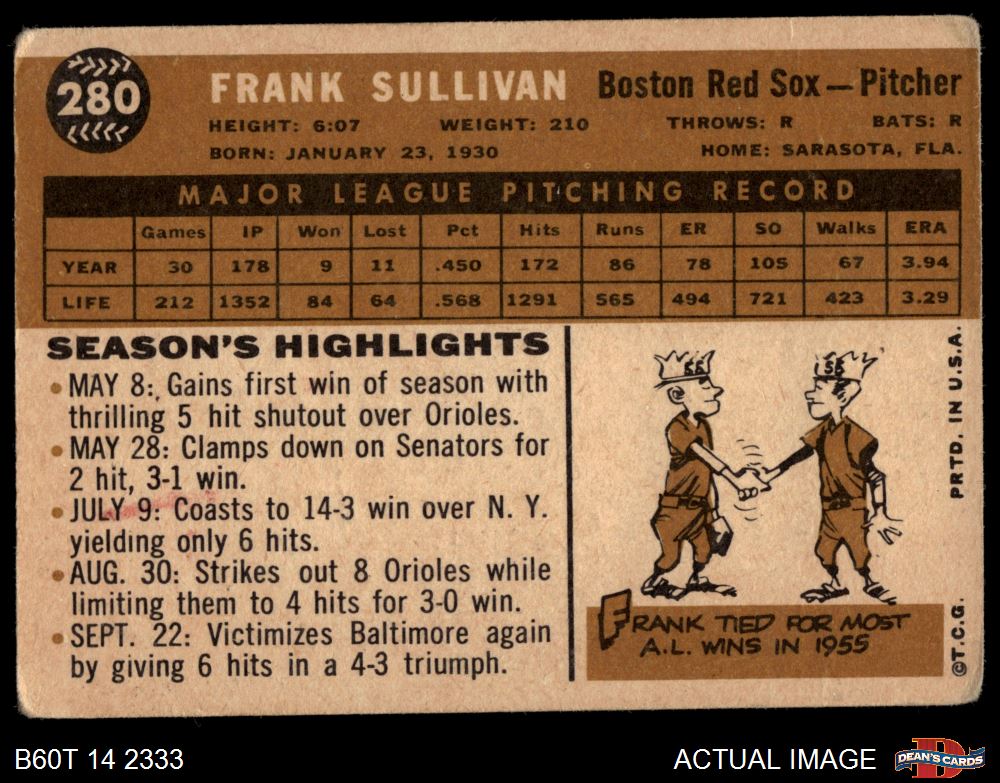 280
FRANK SULLIVAN Boston Red Sox — Pitcher
HEIGHT: 6:07 WEIGHT: 210 THROWS: R BATS: R
BORN: JANUARY 23, 1930 HOME: SARASOTA, FLA.
MAJOR LEAGUE PITCHING RECORD
Games IP Won Lost Pct Hits Runs ER SO Walks ERA
YEAR 30 178 9 11 .450 172 86 78 105 67 3.94
LIFE 212 1352 84 64 .568 1291 565 494 721 423 3.29
SEASON'S HIGHLIGHTS
• MAY 8: Gains first win of season with
thrilling 5 hit shutout over Orioles.
• MAY 28: Clamps down on Senators for
2 hit, 3-1 win.
• JULY 9: Coasts to 14-3 win over N. Y.
yielding only 6 hits.
• AUG. 30: Strikes out 8 Orioles while
limiting them to 4 hits for 3-0 win.
• SEPT. 22: Victimizes Baltimore again
by giving 6 hits in a 4-3 triumph.
55 55
FRANK TIED FOR MOST
A.L. WINS IN 1955
©T.C.G. PRTD. IN U.S.A.
B60T 14 2333 ACTUAL IMAGE
D
DEAN'S CARDS